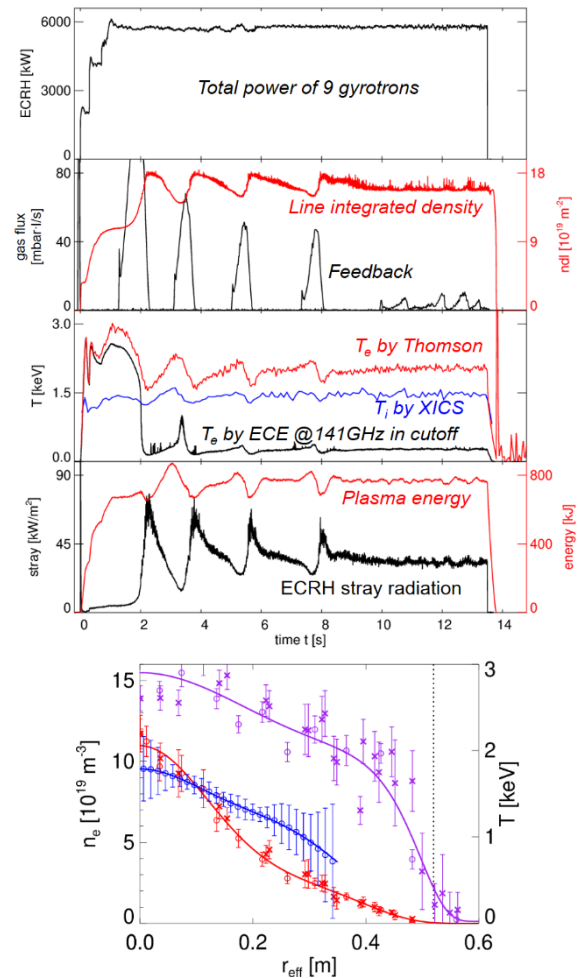 6000
3000
0
ECRH [kW]
Total power of 9 gyrotrons
80
40
0
gas flux
[mbar·l/s]
Line integrated density
Feedback
18
9
0
ndl [10¹⁹ m⁻²]
3.0
1.5
0.0
T [keV]
T_e by Thomson
T_i by XICS
T_e by ECE @141GHz in cutoff
90
45
0
stray [kW/m²]
Plasma energy
ECRH stray radiation
800
400
0
energy [kJ]
0 2 4 6 8 10 12 14
time t [s]
15
10
5
0
n_e [10¹⁹ m⁻³]
3
2
1
0
T [keV]
0.0 0.2 0.4 0.6
r_eff [m]